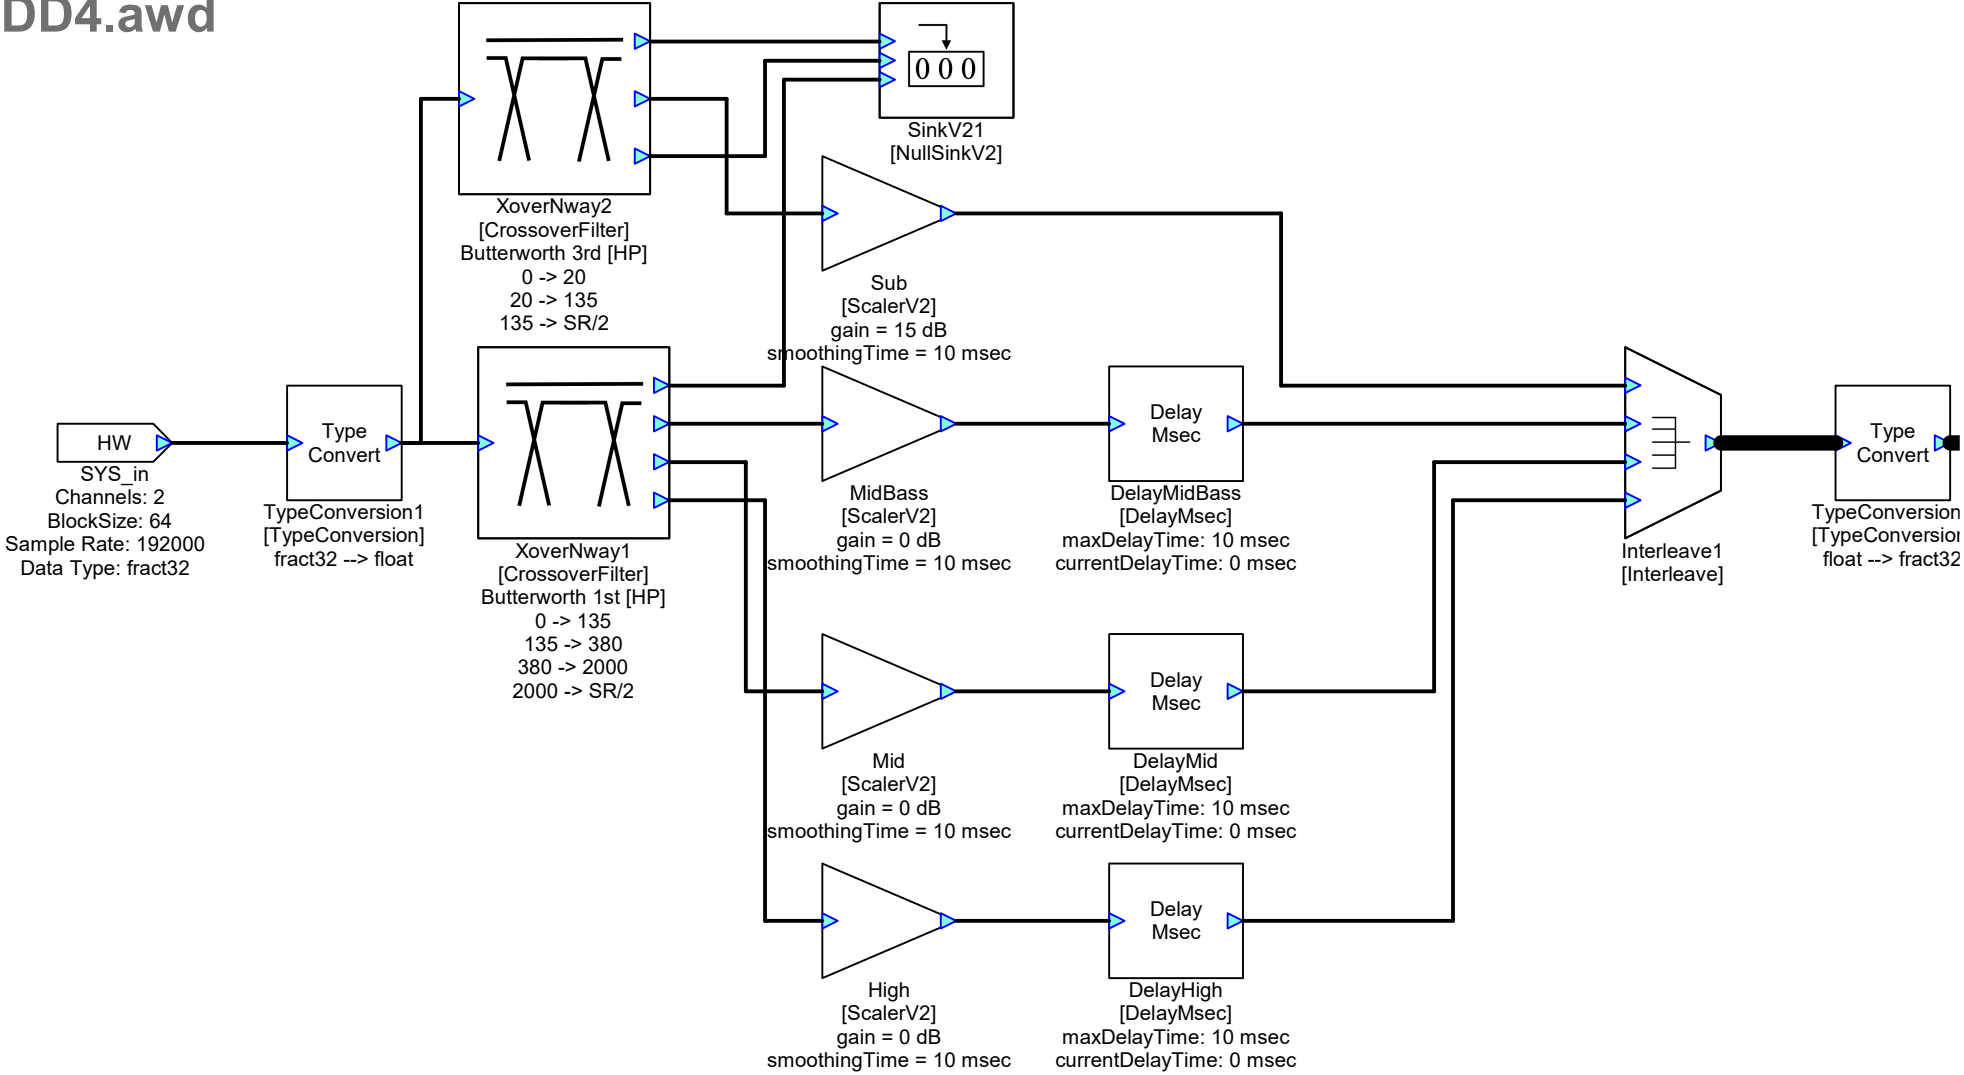 DD4.awd
0 0 0
SinkV21
[NullSinkV2]
XoverNway2
[CrossoverFilter]
Butterworth 3rd [HP]
0 -> 20
20 -> 135
135 -> SR/2
Sub
[ScalerV2]
gain = 15 dB
smoothingTime = 10 msec
HW
SYS_in
Channels: 2
BlockSize: 64
Sample Rate: 192000
Data Type: fract32
Type
Convert
TypeConversion1
[TypeConversion]
fract32 --> float
XoverNway1
[CrossoverFilter]
Butterworth 1st [HP]
0 -> 135
135 -> 380
380 -> 2000
2000 -> SR/2
MidBass
[ScalerV2]
gain = 0 dB
smoothingTime = 10 msec
Delay
Msec
DelayMidBass
[DelayMsec]
maxDelayTime: 10 msec
currentDelayTime: 0 msec
Interleave1
[Interleave]
Type
Convert
TypeConversion
[TypeConversion
float --> fract32
Mid
[ScalerV2]
gain = 0 dB
smoothingTime = 10 msec
Delay
Msec
DelayMid
[DelayMsec]
maxDelayTime: 10 msec
currentDelayTime: 0 msec
High
[ScalerV2]
gain = 0 dB
smoothingTime = 10 msec
Delay
Msec
DelayHigh
[DelayMsec]
maxDelayTime: 10 msec
currentDelayTime: 0 msec